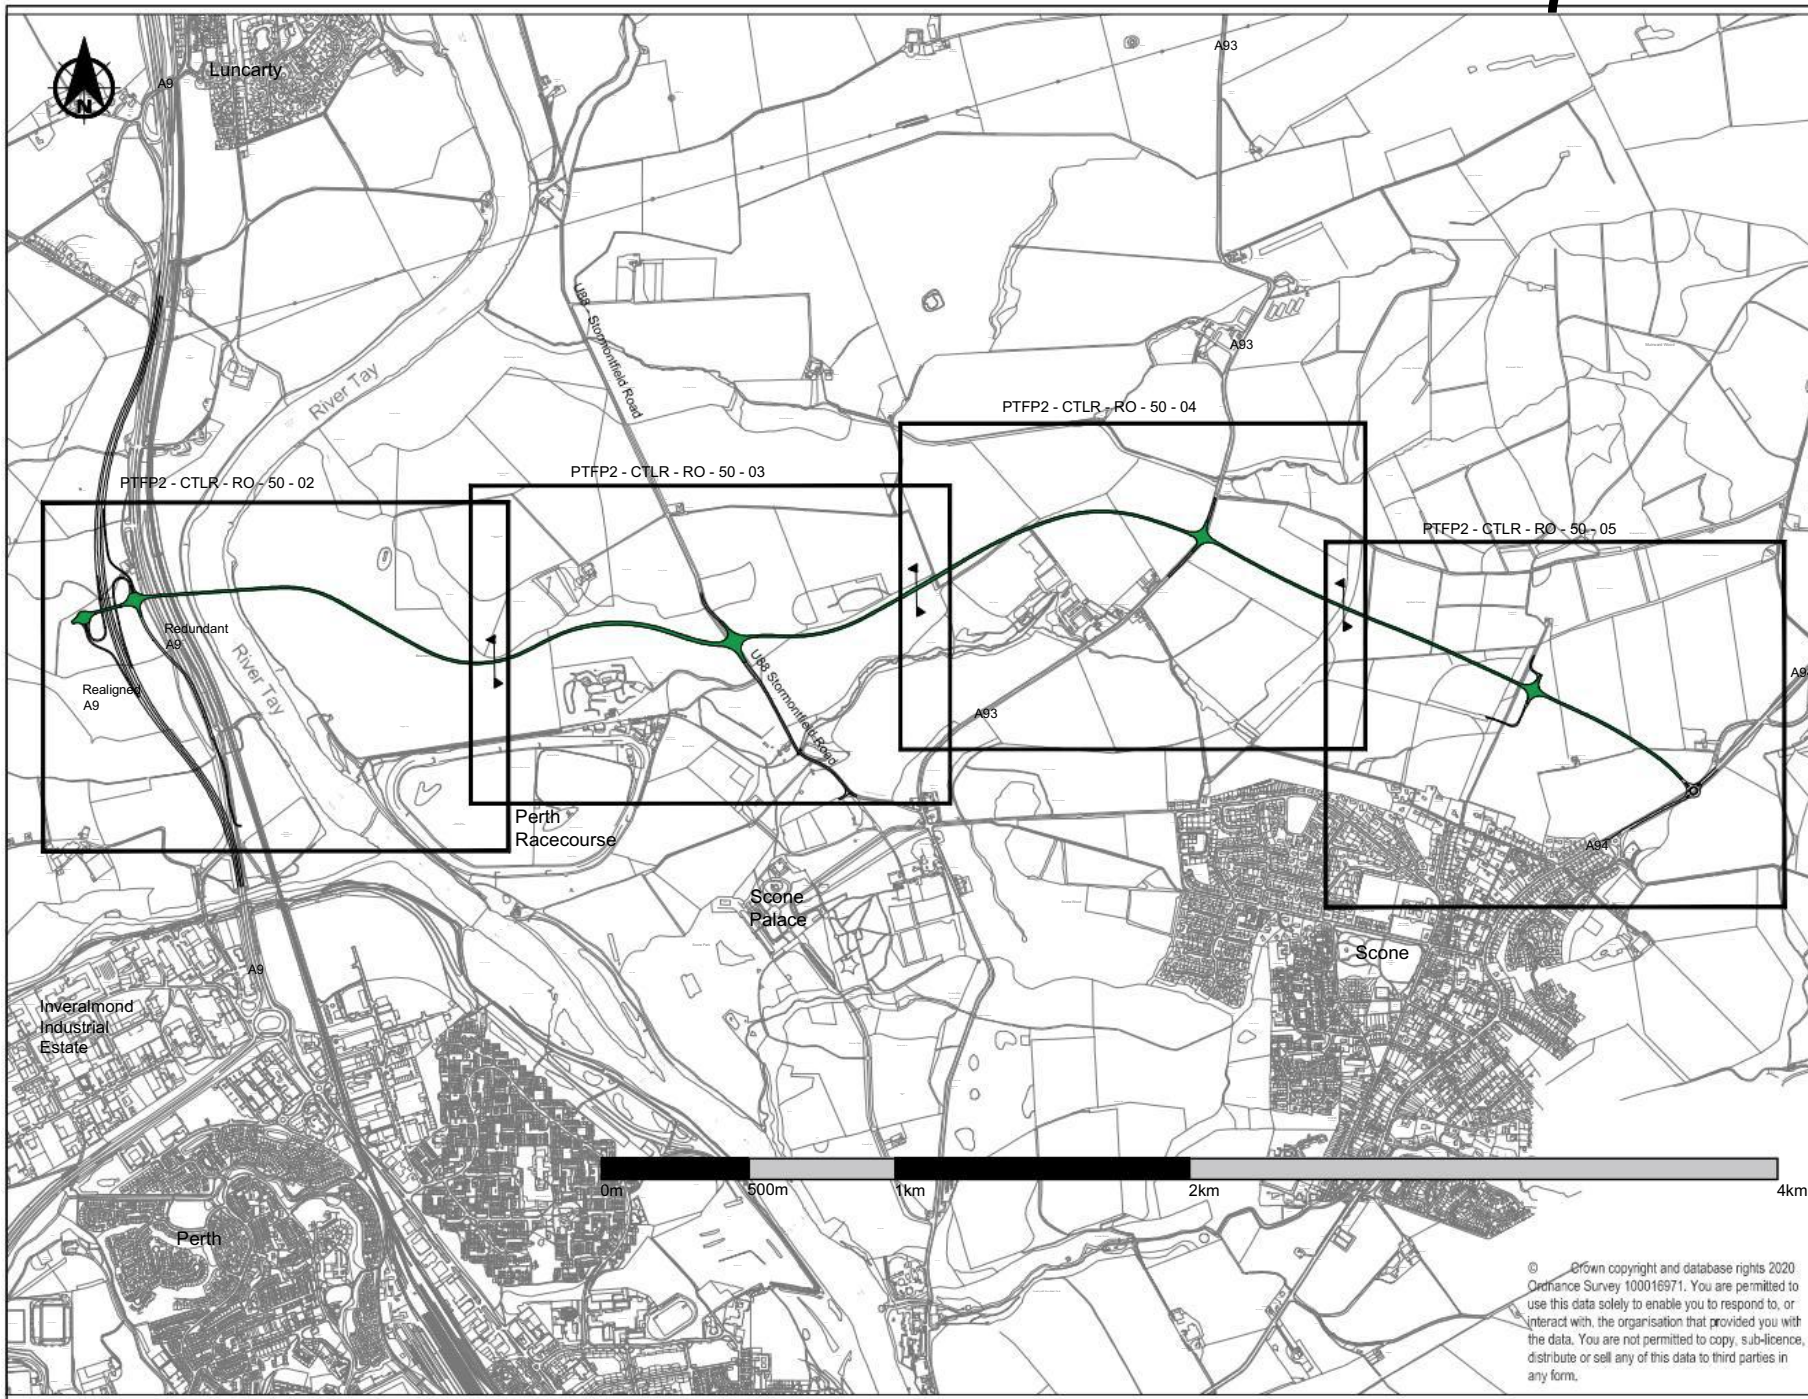 A93
Luncarty
A9
N
U88 - Stormontfield Road
A93
River Tay
PTFP2 - CTLR - RO - 50 - 04
PTFP2 - CTLR - RO - 50 - 03
PTFP2 - CTLR - RO - 50 - 02
PTFP2 - CTLR - RO - 50 - 05
Redundant
A9
River Tay
U88 Stormontfield Road
Realigned
A9
A93
Perth
Racecourse
A94
Scone
Palace
Scone
A9
Inveralmond
Industrial
Estate
0m
500m
1km
2km
4km
Perth
© Crown copyright and database rights 2020
Ordnance Survey 100016971. You are permitted to
use this data solely to enable you to respond to, or
interact with, the organisation that provided you with
the data. You are not permitted to copy, sub-licence,
distribute or sell any of this data to third parties in
any form.